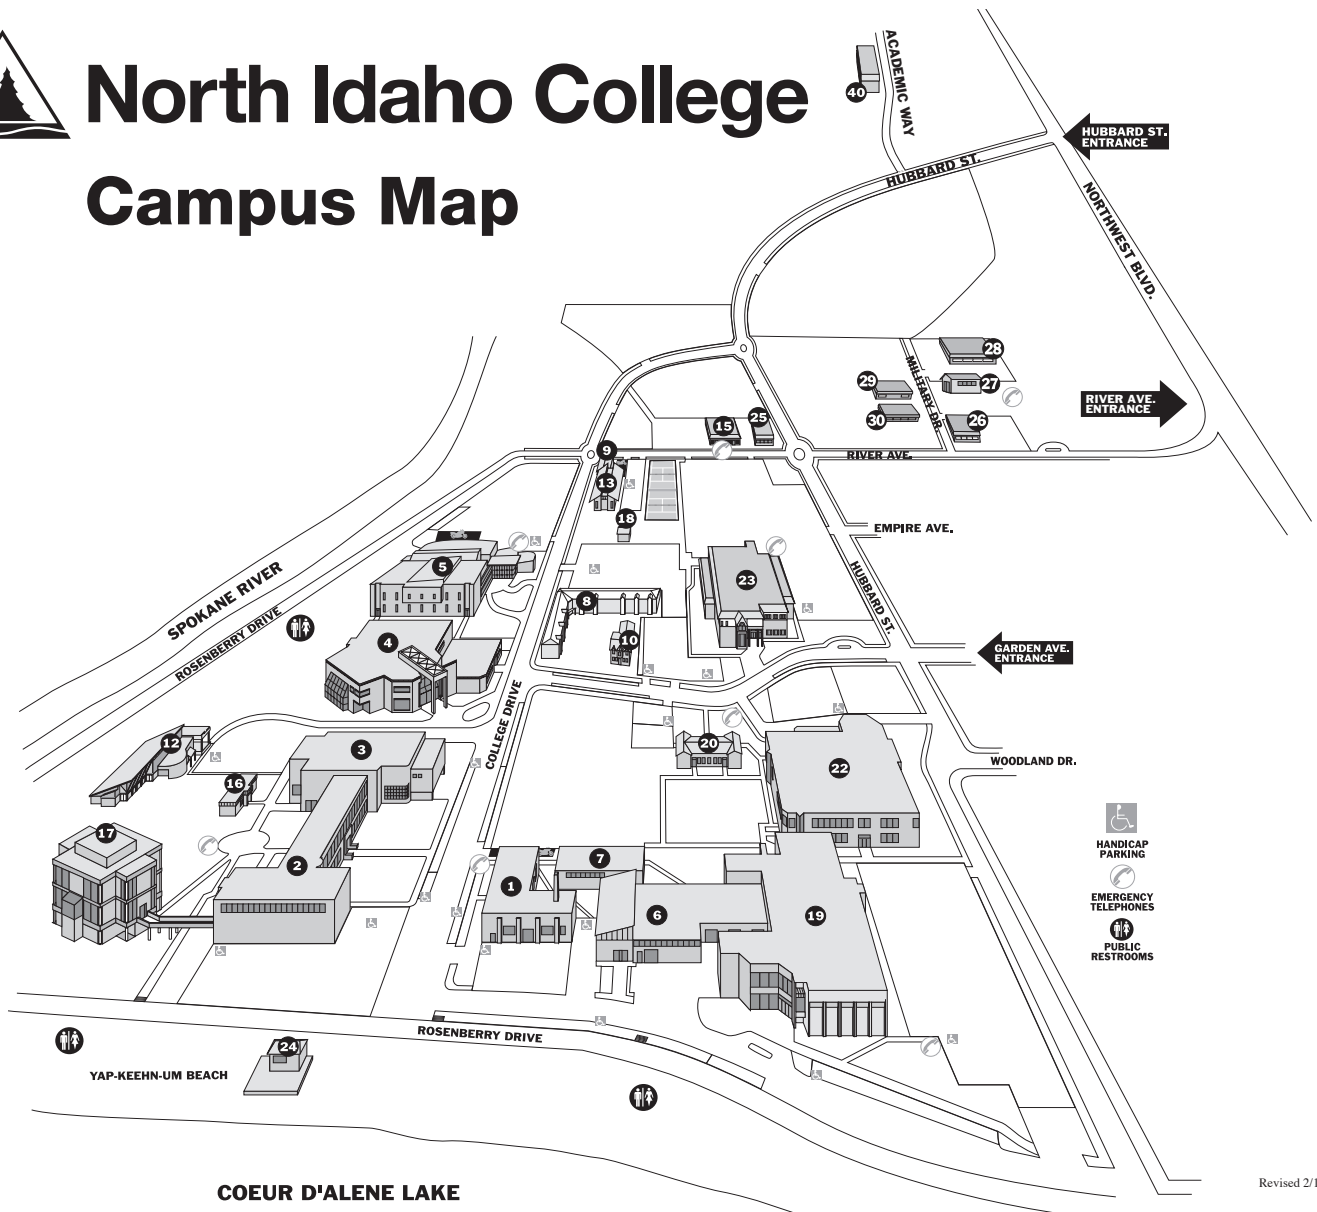 North Idaho College
Campus Map
ACADEMIC WAY
40
HUBBARD ST.
ENTRANCE
HUBBARD ST.
NORTHWEST BLVD.
28
MILITARY DR.
29
27
RIVER AVE.
ENTRANCE
30
26
25
15
9
RIVER AVE.
13
18
EMPIRE AVE.
5
23
HUBBARD ST.
SPOKANE RIVER
ROSENBERRY DRIVE
8
4
10
GARDEN AVE.
ENTRANCE
COLLEGE DRIVE
12
3
20
22
WOODLAND DR.
16
17
2
7
1
6
19
HANDICAP
PARKING
EMERGENCY
TELEPHONES
PUBLIC
RESTROOMS
ROSENBERRY DRIVE
24
YAP-KEEHN-UM BEACH
COEUR D'ALENE LAKE
Revised 2/1